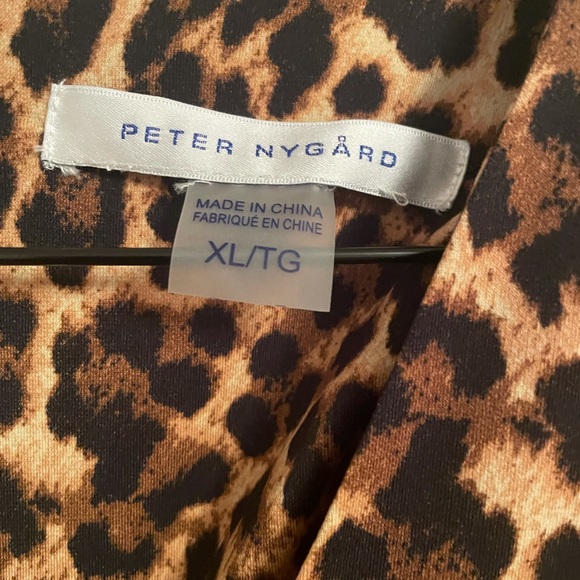 PETER NYGÅRD
MADE IN CHINA
FABRIQUÉ EN CHINE
XL/TG